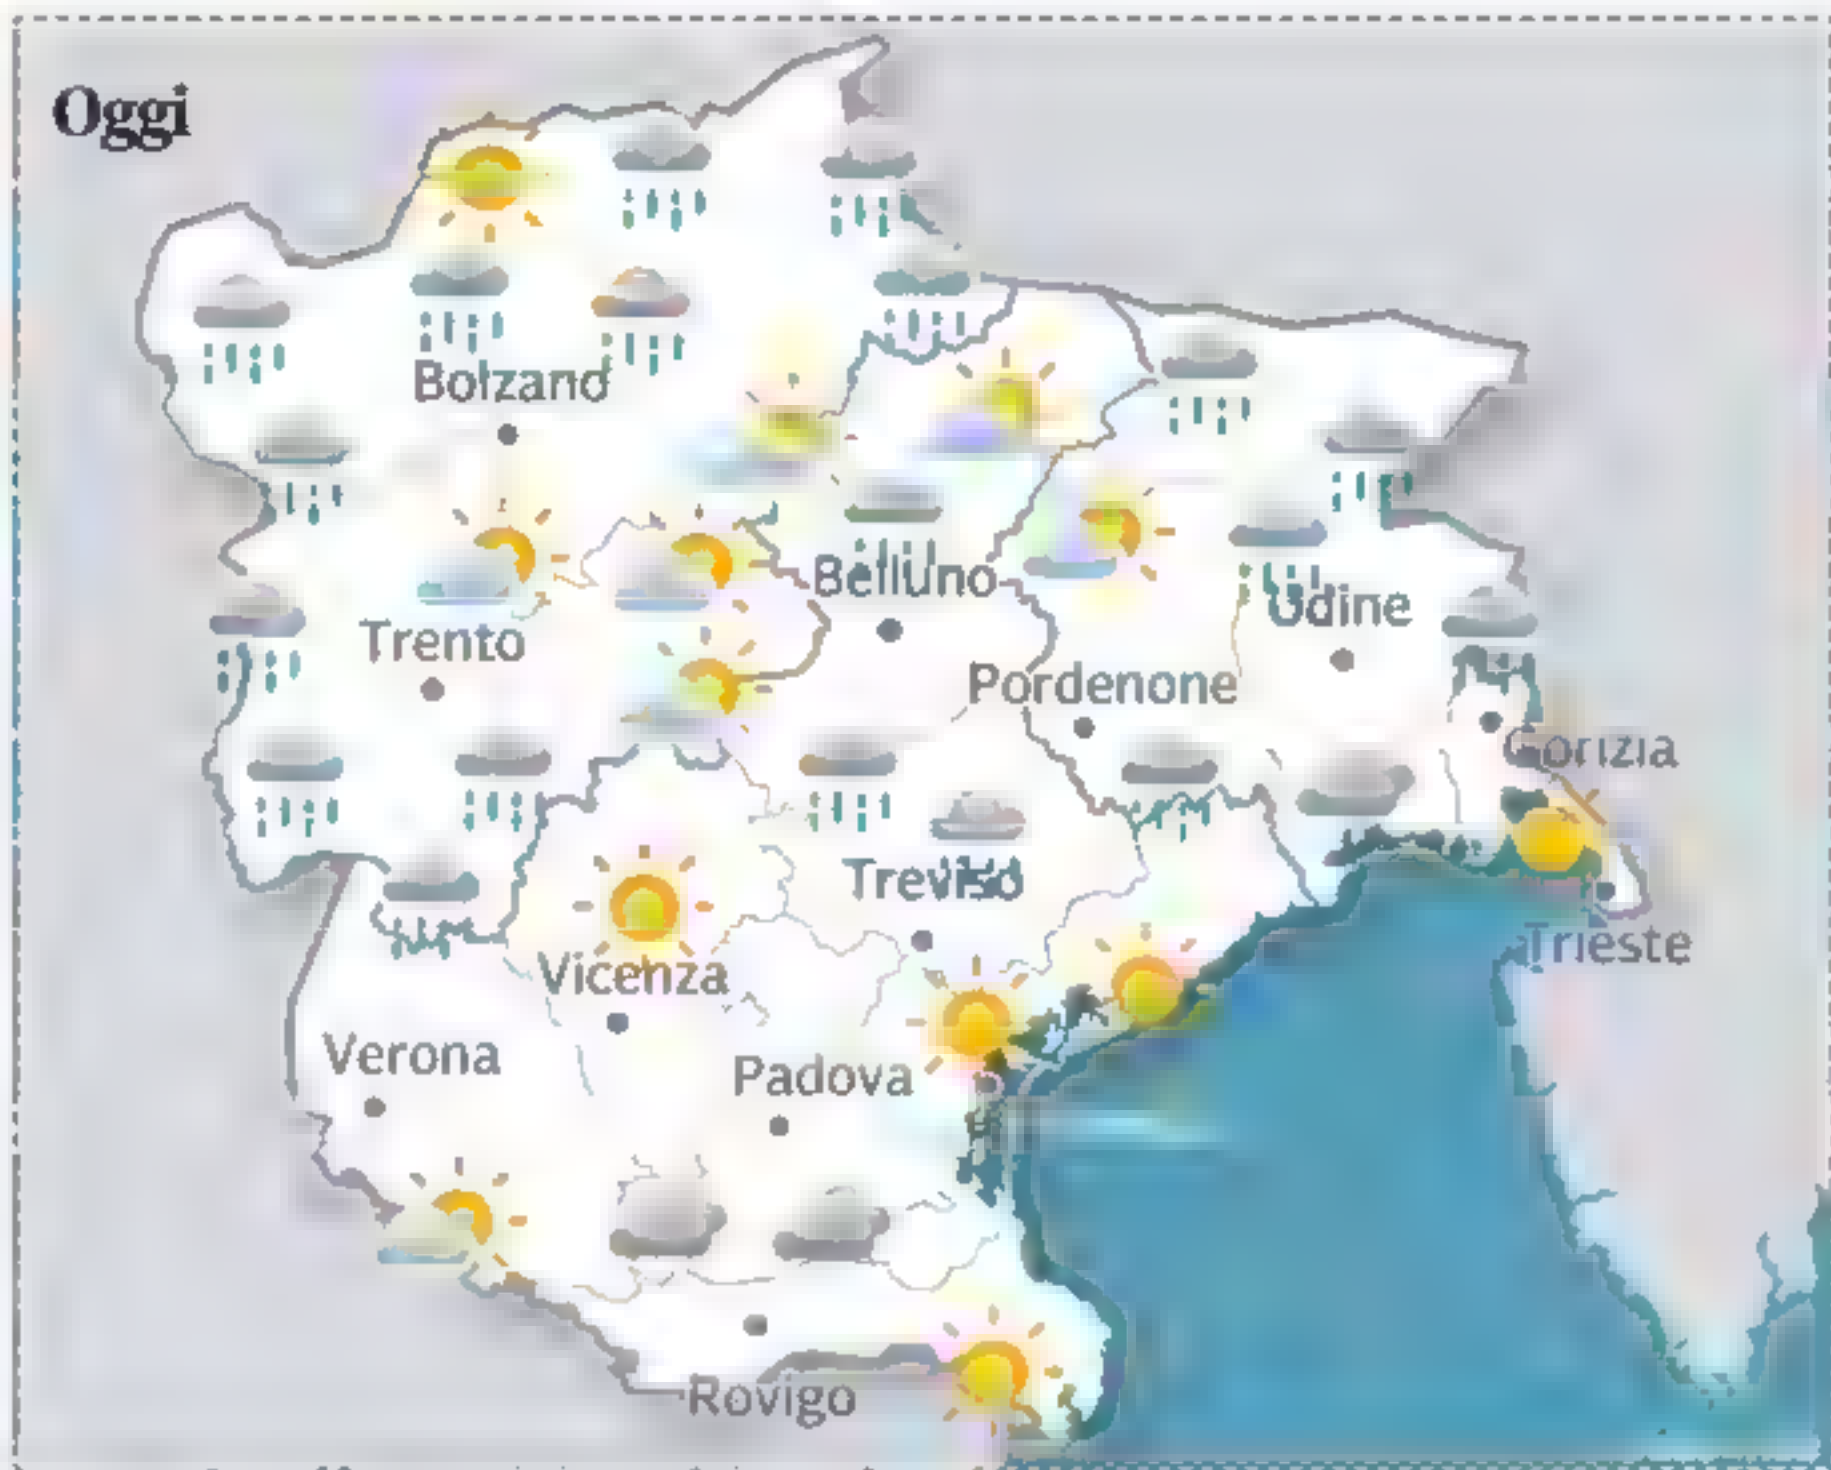 Oggi
Bolzano
Belluno
Trento
Udine
Pordenone
Gorizia
Treviso
Trieste
Vicenza
Verona
Padova
Rovigo